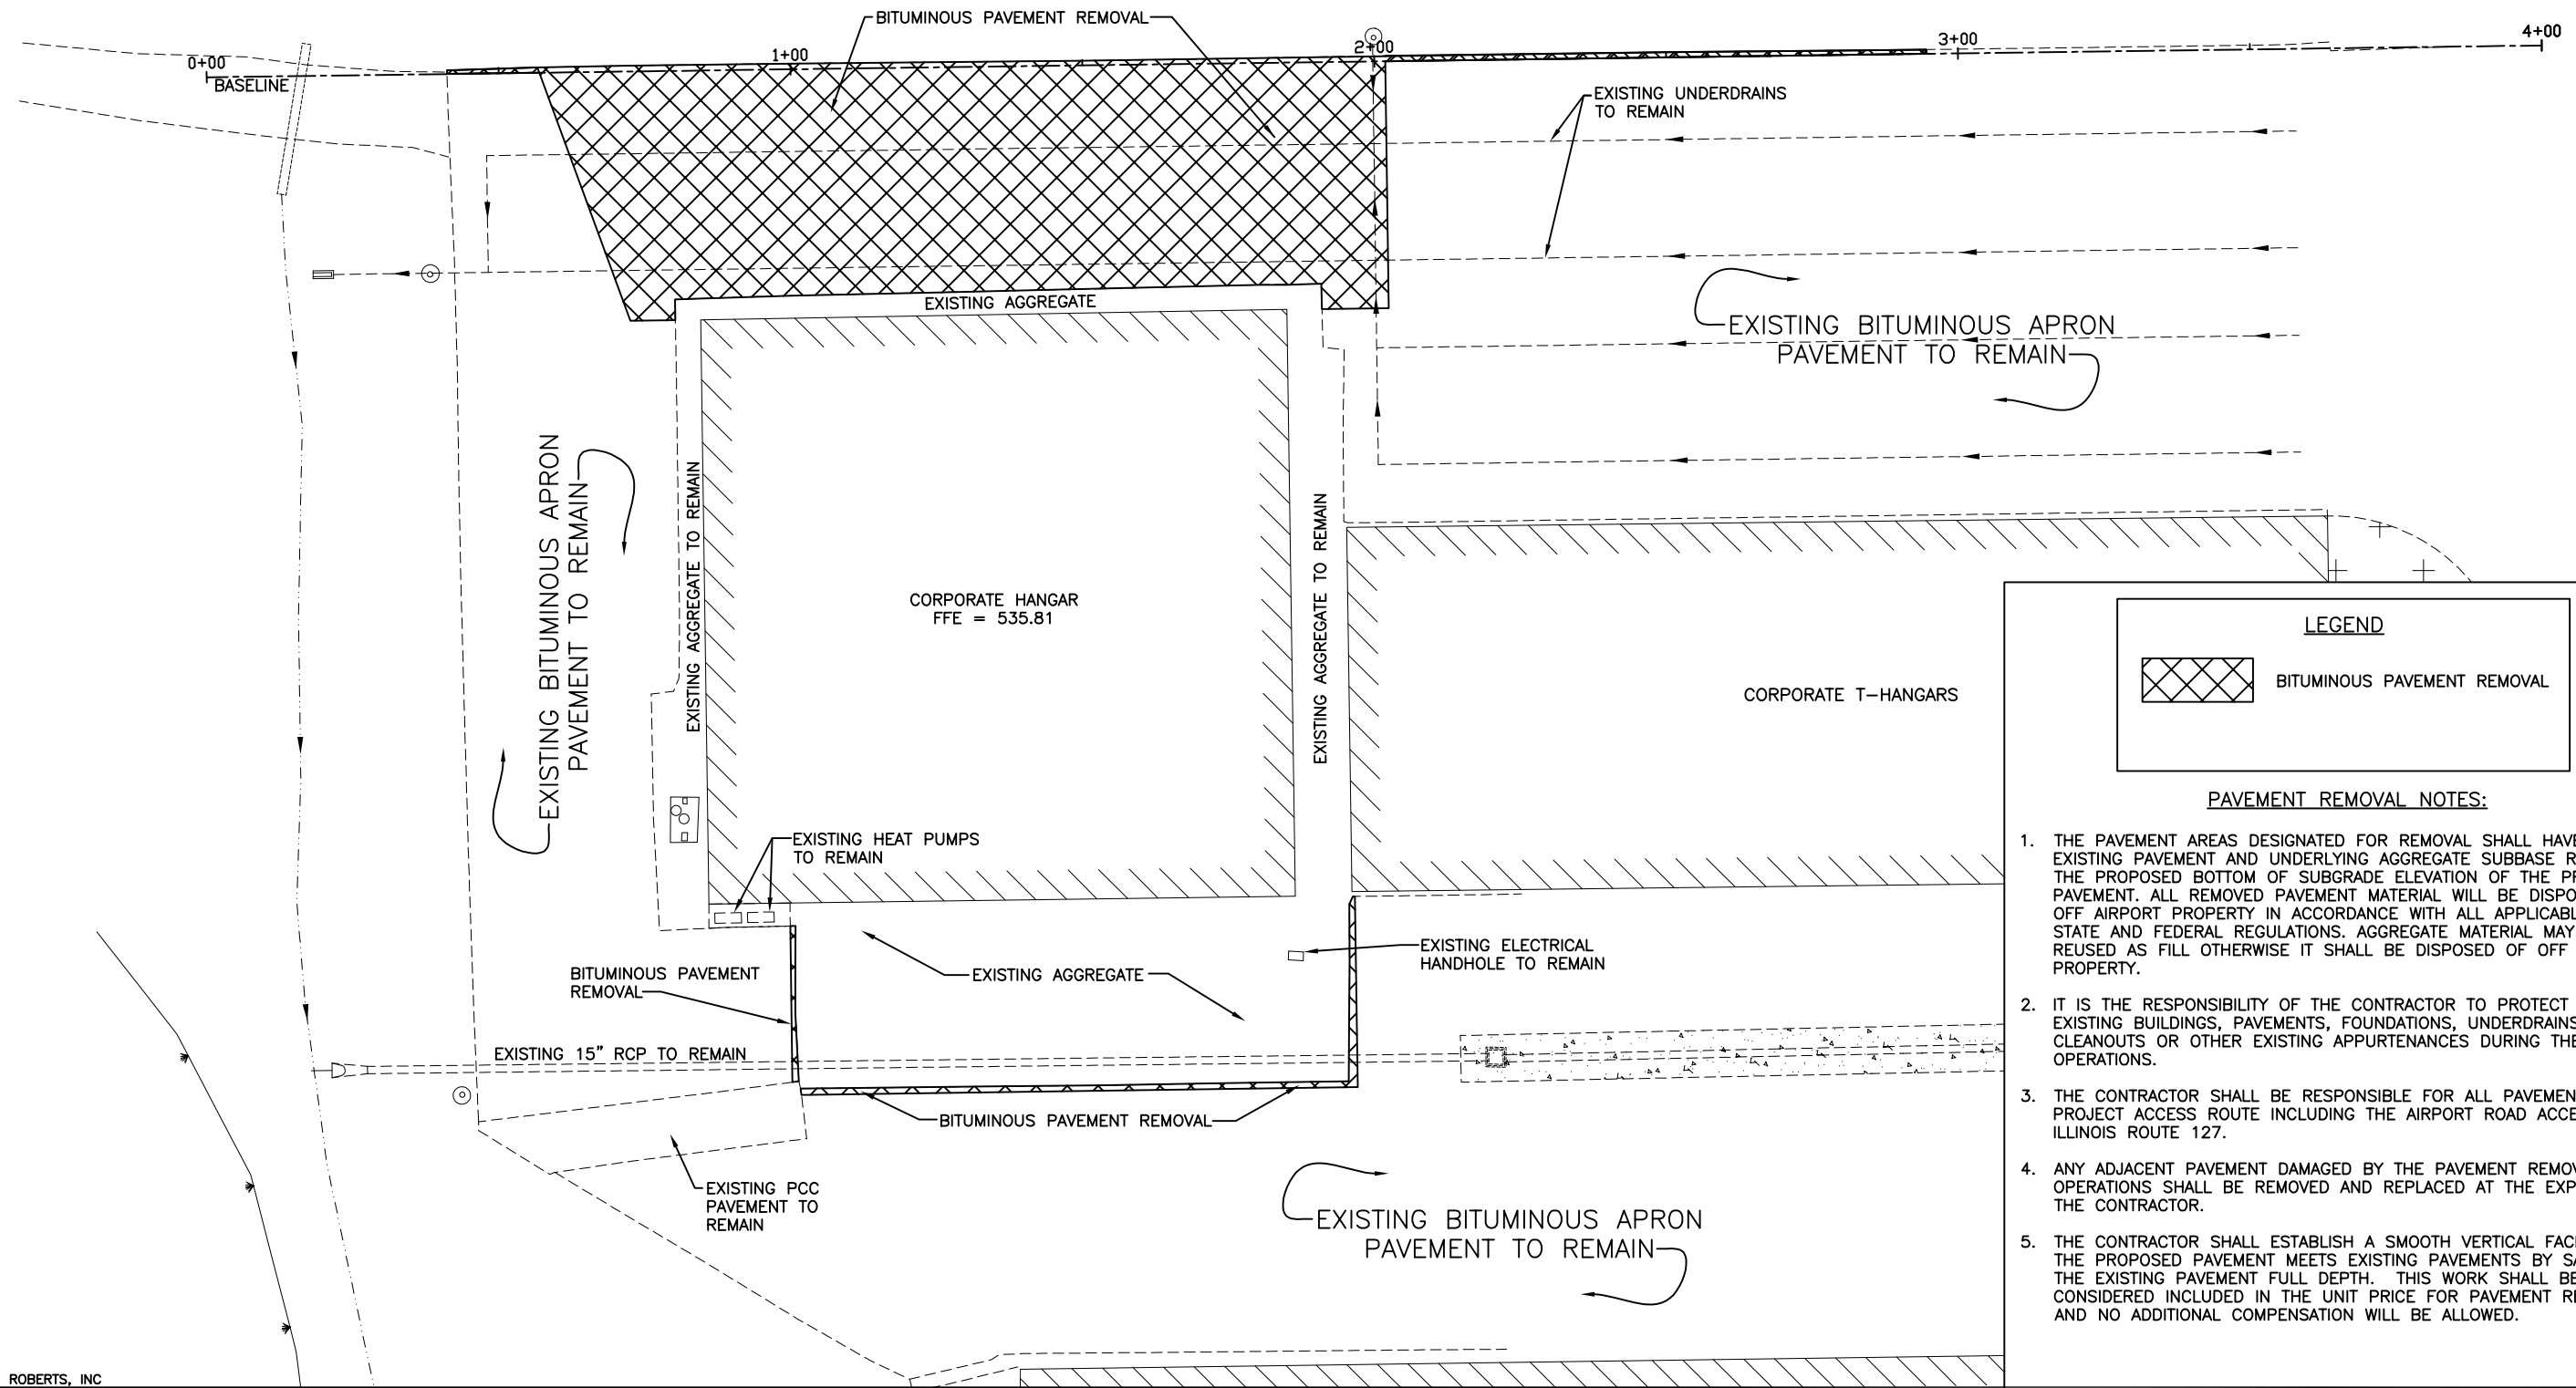 BITUMINOUS PAVEMENT REMOVAL
0+00
1+00
2+00
3+00
4+00
BASELINE
EXISTING UNDERDRAINS
TO REMAIN
EXISTING AGGREGATE
EXISTING BITUMINOUS APRON
PAVEMENT TO REMAIN
EXISTING BITUMINOUS APRON
PAVEMENT TO REMAIN
EXISTING AGGREGATE TO REMAIN
EXISTING AGGREGATE TO REMAIN
CORPORATE HANGAR
FFE = 535.81
CORPORATE T-HANGARS
EXISTING HEAT PUMPS
TO REMAIN
EXISTING ELECTRICAL
HANDHOLE TO REMAIN
BITUMINOUS PAVEMENT
REMOVAL
EXISTING AGGREGATE
EXISTING 15" RCP TO REMAIN
BITUMINOUS PAVEMENT REMOVAL
EXISTING PCC
PAVEMENT TO
REMAIN
EXISTING BITUMINOUS APRON
PAVEMENT TO REMAIN
ROBERTS, INC
LEGEND
BITUMINOUS PAVEMENT REMOVAL
PAVEMENT REMOVAL NOTES:
1. THE PAVEMENT AREAS DESIGNATED FOR REMOVAL SHALL HAVE
EXISTING PAVEMENT AND UNDERLYING AGGREGATE SUBBASE R
THE PROPOSED BOTTOM OF SUBGRADE ELEVATION OF THE PR
PAVEMENT. ALL REMOVED PAVEMENT MATERIAL WILL BE DISPO
OFF AIRPORT PROPERTY IN ACCORDANCE WITH ALL APPLICABL
STATE AND FEDERAL REGULATIONS. AGGREGATE MATERIAL MAY
REUSED AS FILL OTHERWISE IT SHALL BE DISPOSED OF OFF
PROPERTY.
2. IT IS THE RESPONSIBILITY OF THE CONTRACTOR TO PROTECT
EXISTING BUILDINGS, PAVEMENTS, FOUNDATIONS, UNDERDRAINS
CLEANOUTS OR OTHER EXISTING APPURTENANCES DURING THE
OPERATIONS.
3. THE CONTRACTOR SHALL BE RESPONSIBLE FOR ALL PAVEMEN
PROJECT ACCESS ROUTE INCLUDING THE AIRPORT ROAD ACCE
ILLINOIS ROUTE 127.
4. ANY ADJACENT PAVEMENT DAMAGED BY THE PAVEMENT REMOV
OPERATIONS SHALL BE REMOVED AND REPLACED AT THE EXP
THE CONTRACTOR.
5. THE CONTRACTOR SHALL ESTABLISH A SMOOTH VERTICAL FAC
THE PROPOSED PAVEMENT MEETS EXISTING PAVEMENTS BY SA
THE EXISTING PAVEMENT FULL DEPTH. THIS WORK SHALL BE
CONSIDERED INCLUDED IN THE UNIT PRICE FOR PAVEMENT RE
AND NO ADDITIONAL COMPENSATION WILL BE ALLOWED.